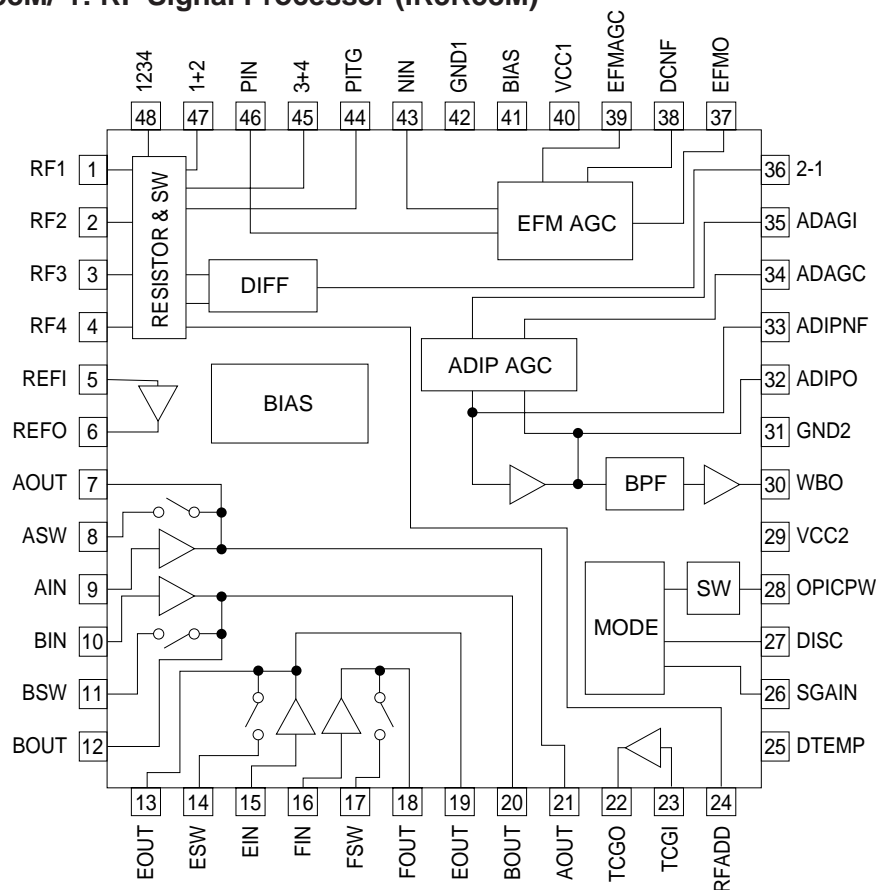 RF Signal Processor
1234
1+2
PIN
3+4
PITG
NIN
GND1
BIAS
VCC1
EFMAGC
DCNF
EFMO
48 47 46 45 44 43 42 41 40 39 38 37
RF1 1
RF2 2
RF3 3
RF4 4
REFI 5
REFO 6
AOUT 7
ASW 8
AIN 9
BIN 10
BSW 11
BOUT 12
RESISTOR & SW
DIFF
EFM AGC
ADIP AGC
BIAS
BPF
MODE
SW
36 2-1
35 ADAGI
34 ADAGC
33 ADIPNF
32 ADIPO
31 GND2
30 WBO
29 VCC2
28 OPICPW
27 DISC
26 SGAIN
25 DTEMP
13 14 15 16 17 18 19 20 21 22 23 24
EOUT
ESW
EIN
FIN
FSW
FOUT
EOUT
BOUT
AOUT
TCGO
TCGI
RFADD